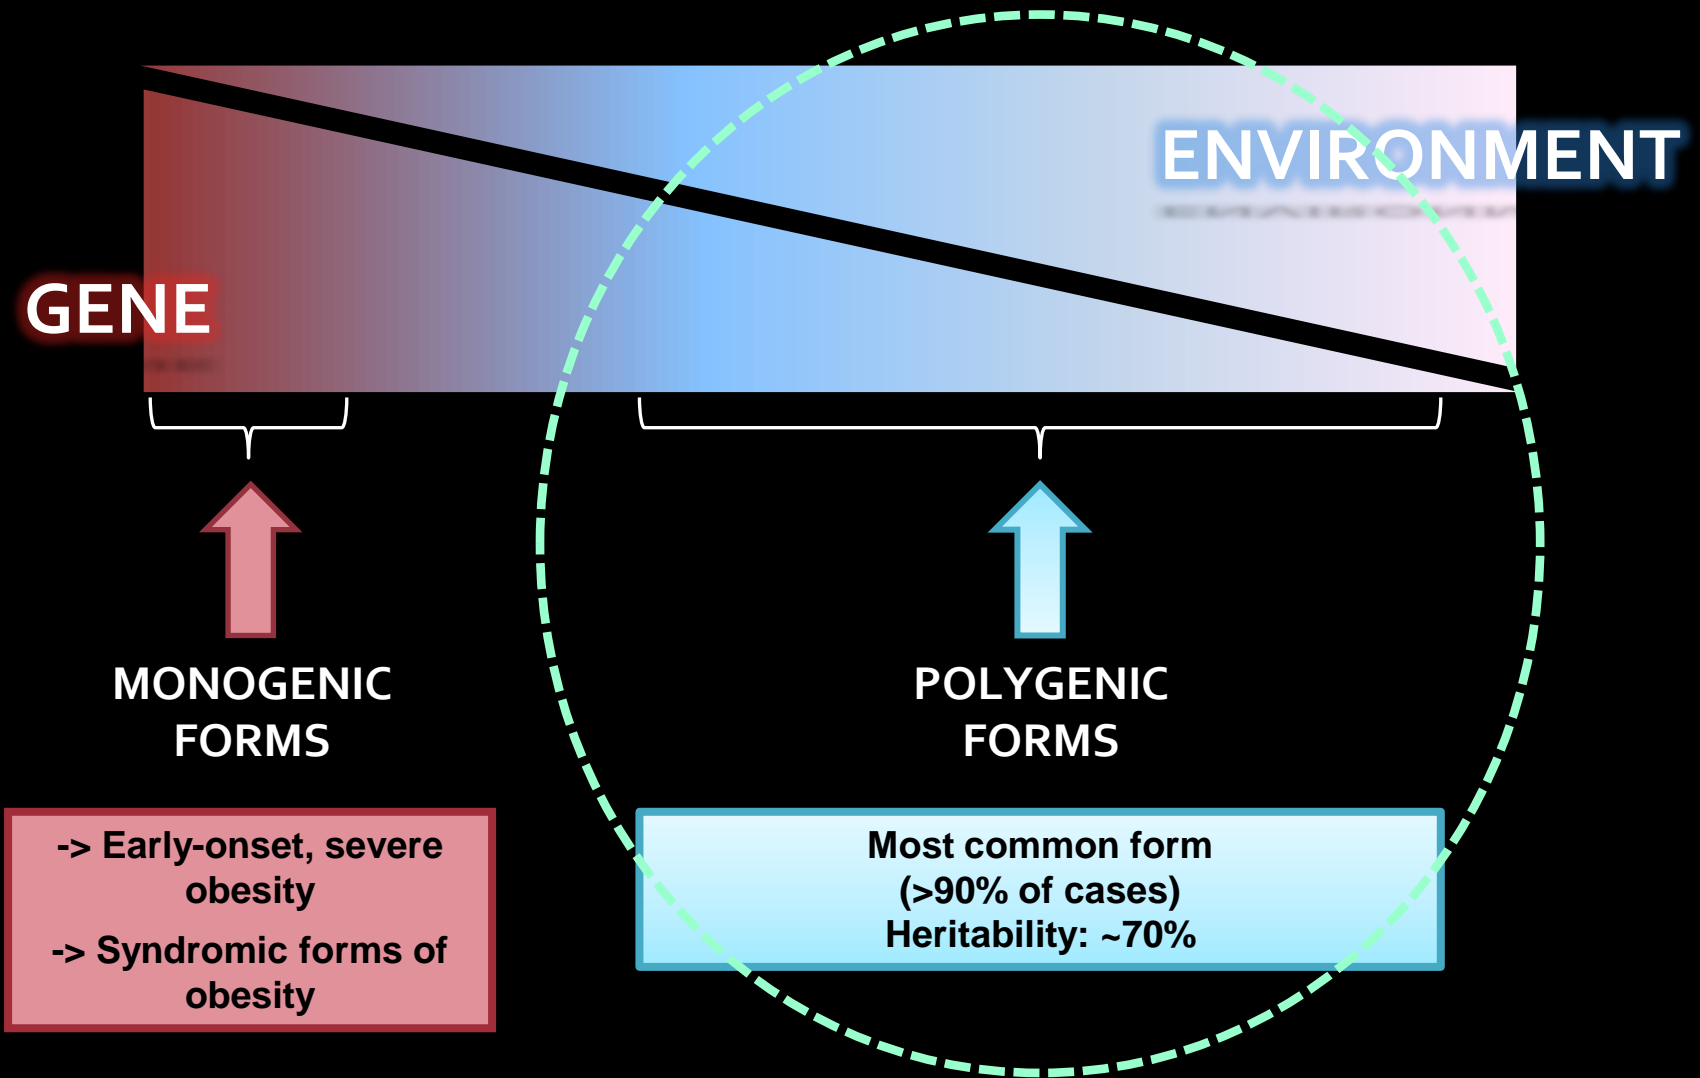 ENVIRONMENT
GENE
MONOGENIC
FORMS
POLYGENIC
FORMS
-> Early-onset, severe
obesity
-> Syndromic forms of
obesity
Most common form
(>90% of cases)
Heritability: ~70%